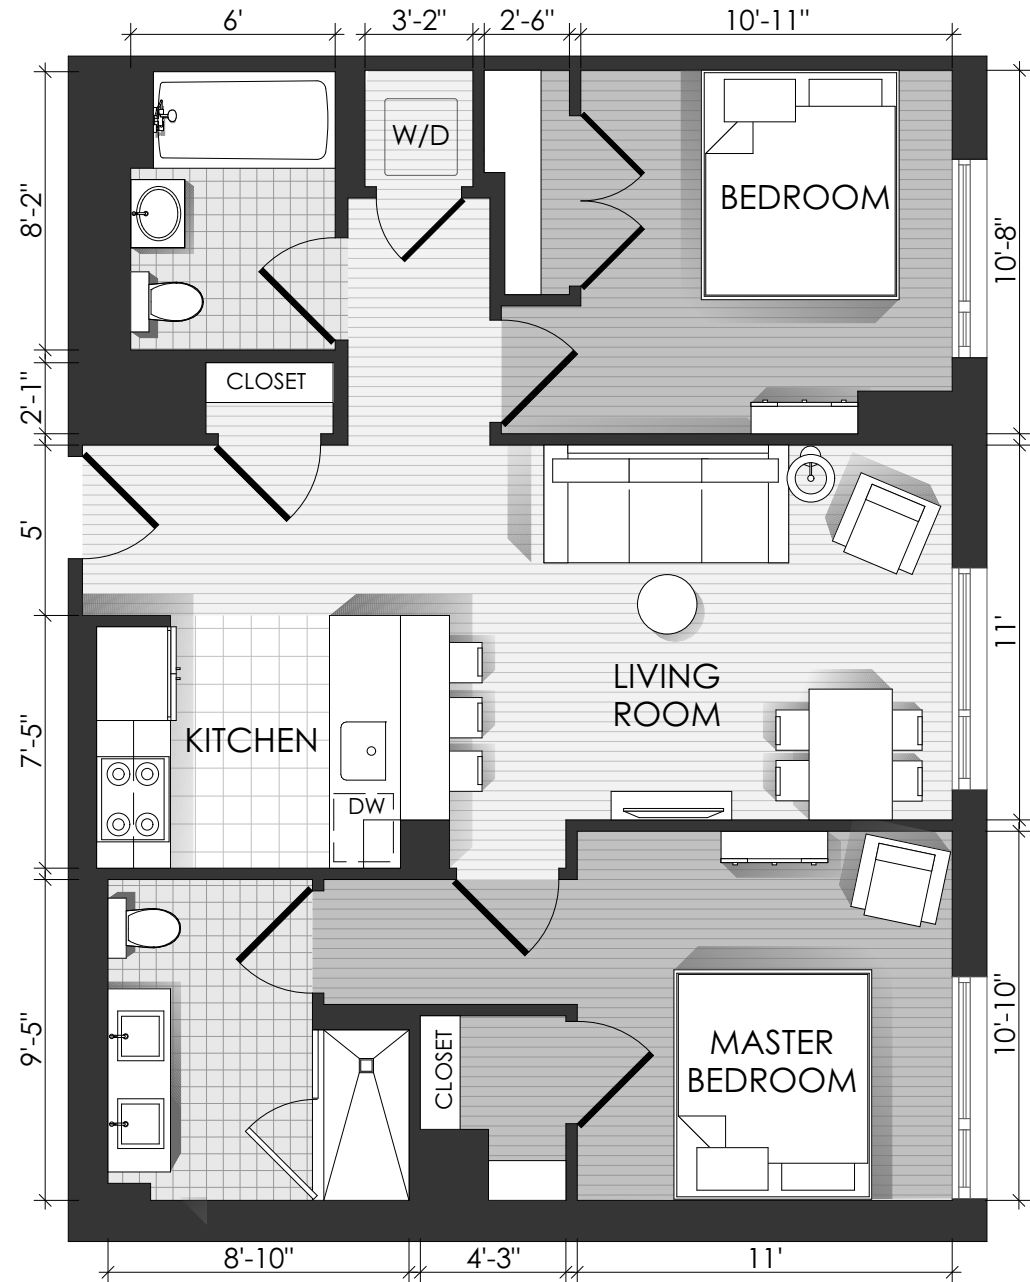 6'
3'-2"
2'-6"
10'-11"
W/D
BEDROOM
8'-2"
10'-8"
CLOSET
2'-1"
5'
11'
LIVING
ROOM
KITCHEN
7'-5"
DW
9'-5"
10'-10"
CLOSET
MASTER
BEDROOM
8'-10"
4'-3"
11'